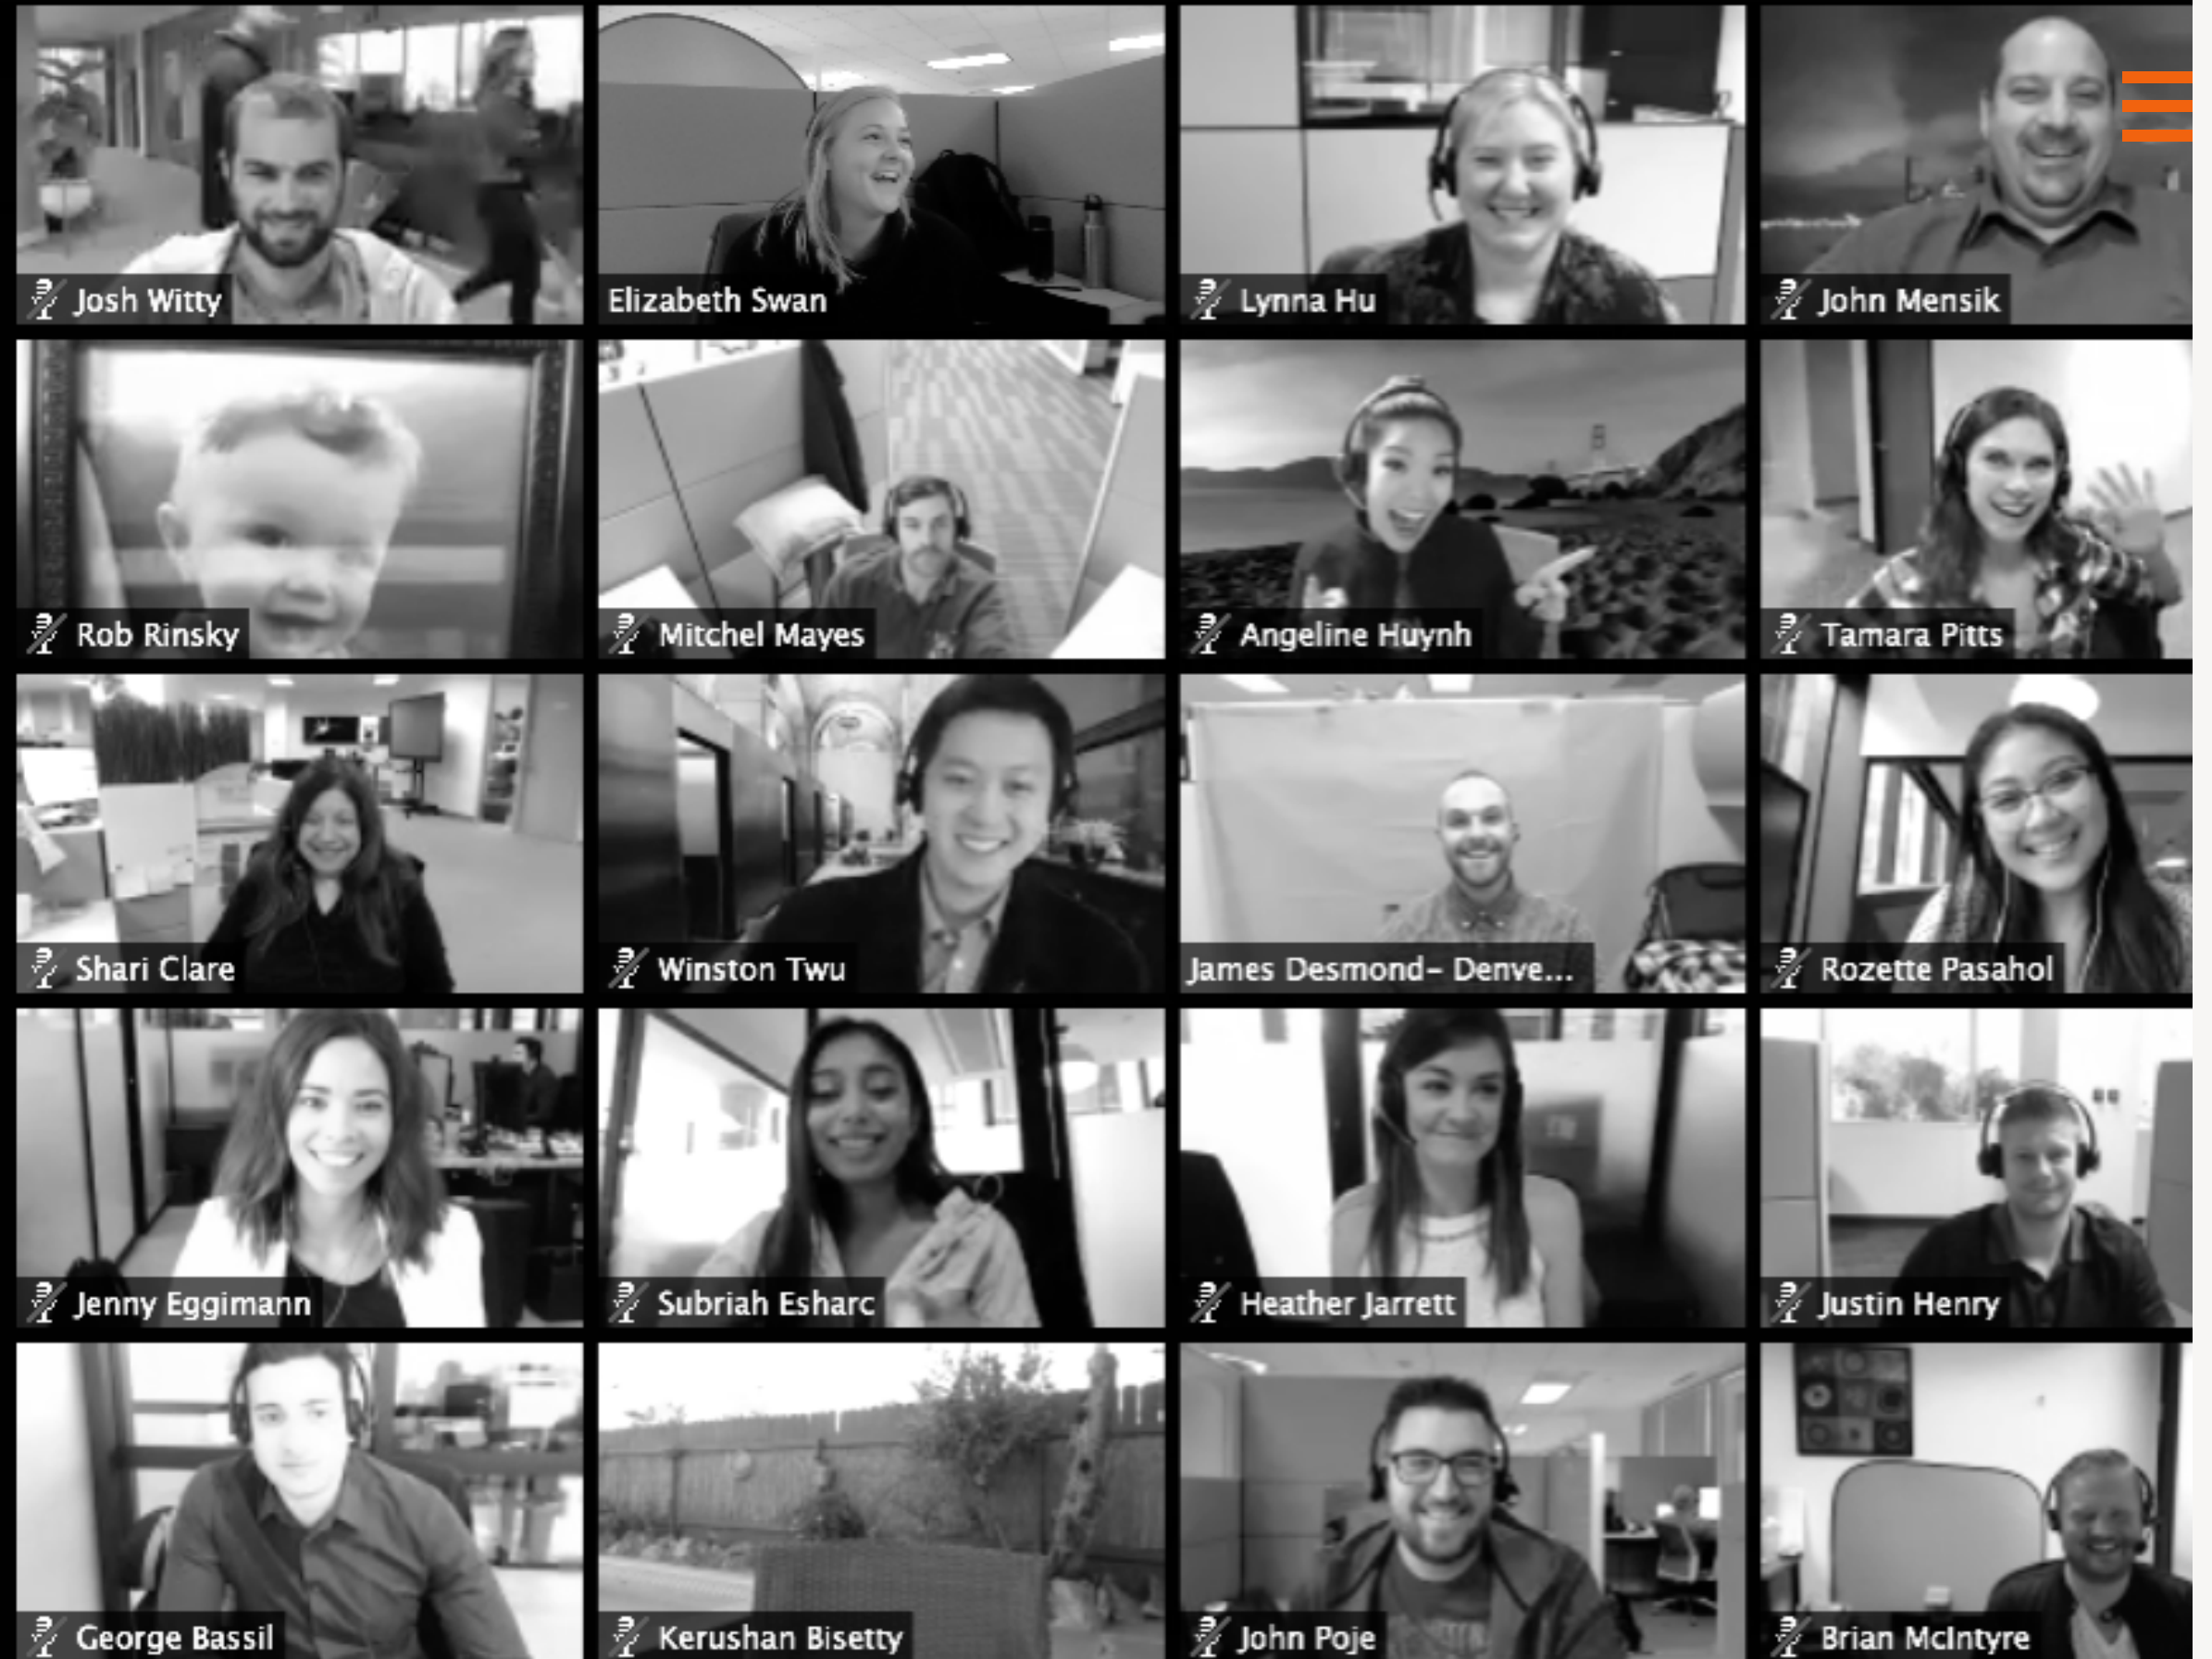 Josh Witty
Elizabeth Swan
Lynna Hu
John Mensik
Rob Rinsky
Mitchel Mayes
Angeline Huynh
Tamara Pitts
Shari Clare
Winston Twu
James Desmond- Denve...
Rozette Pasahol
Jenny Eggimann
Subriah Esharc
Heather Jarrett
Justin Henry
George Bassil
Kerushan Bisetty
John Poje
Brian McIntyre